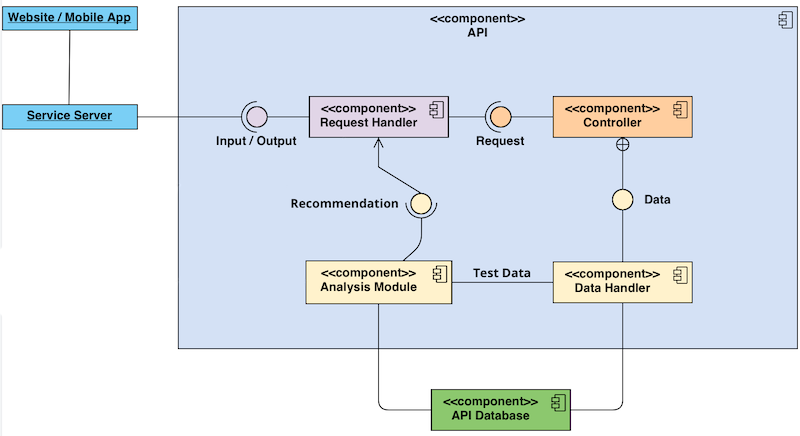 Website / Mobile App
<<component>>
API
Service Server
<<component>>
Request Handler
<<component>>
Controller
Input / Output
Request
Recommendation
Data
<<component>>
Analysis Module
Test Data
<<component>>
Data Handler
<<component>>
API Database